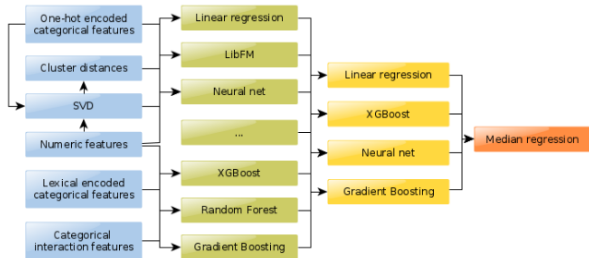 One-hot encoded
categorical features
Cluster distances
SVD
Numeric features
Lexical encoded
categorical features
Categorical
interaction features
Linear regression
LibFM
Neural net
...
XGBoost
Random Forest
Gradient Boosting
Linear regression
XGBoost
Neural net
Gradient Boosting
Median regression